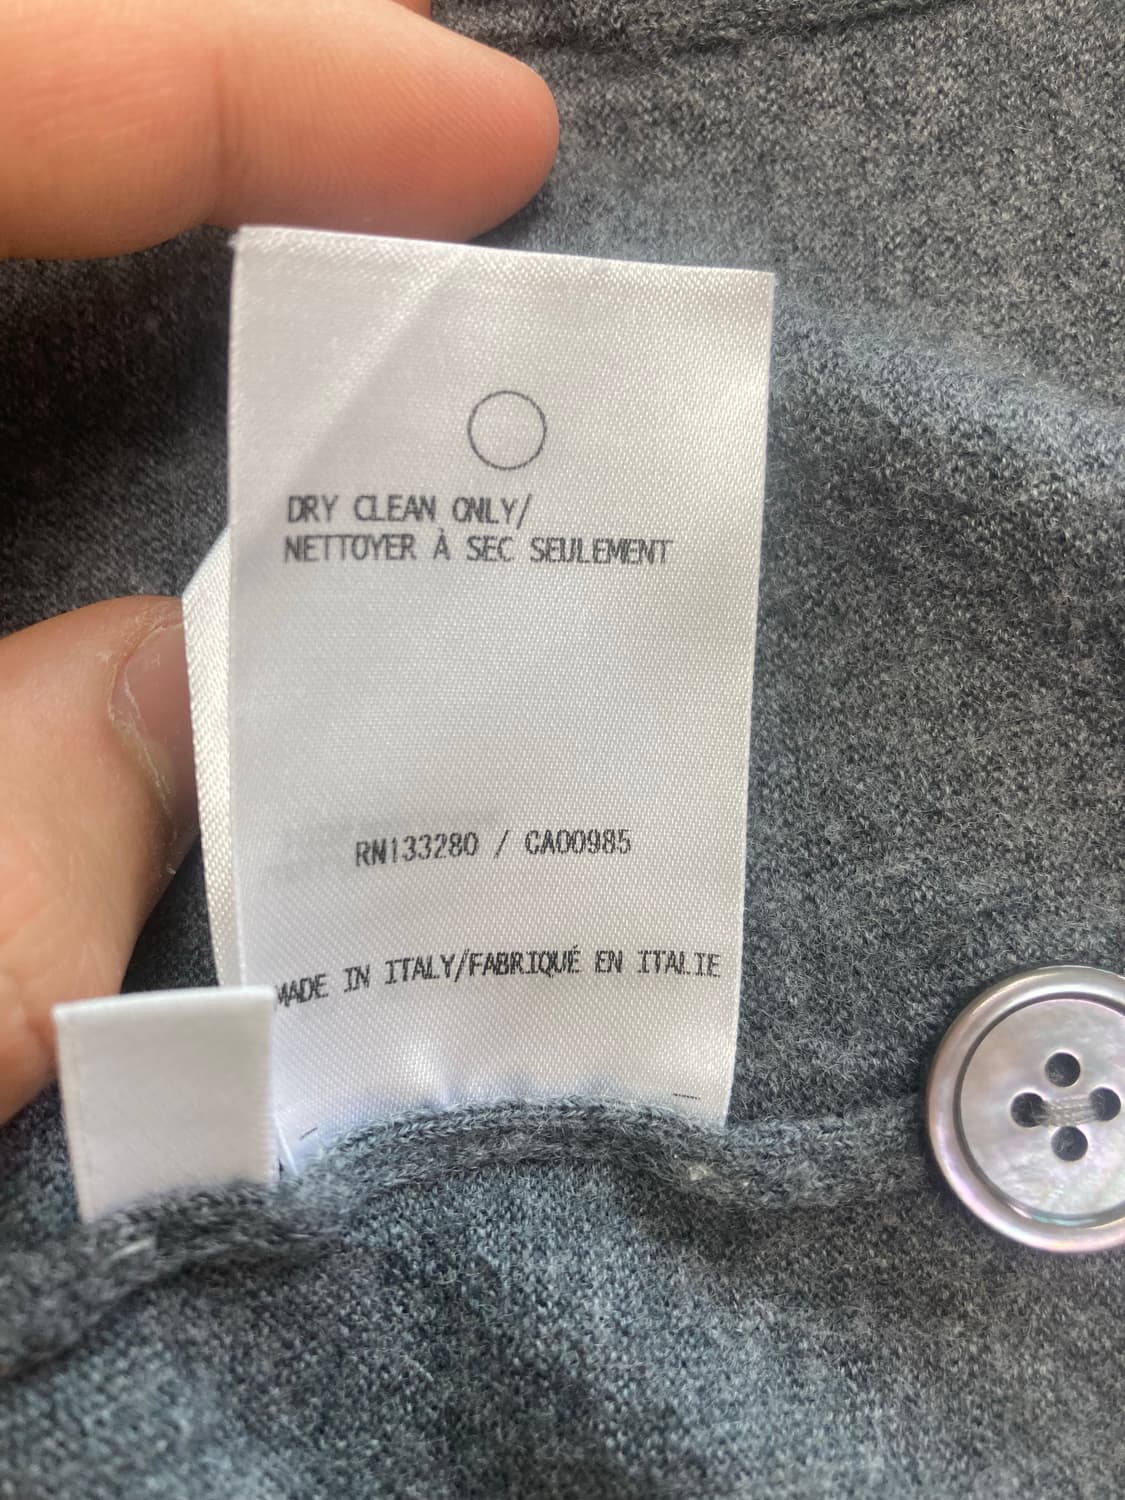 DRY CLEAN ONLY/
NETTOYER À SEC SEULEMENT
RN133280 / CA00985
MADE IN ITALY/FABRIQUÉ EN ITALIE